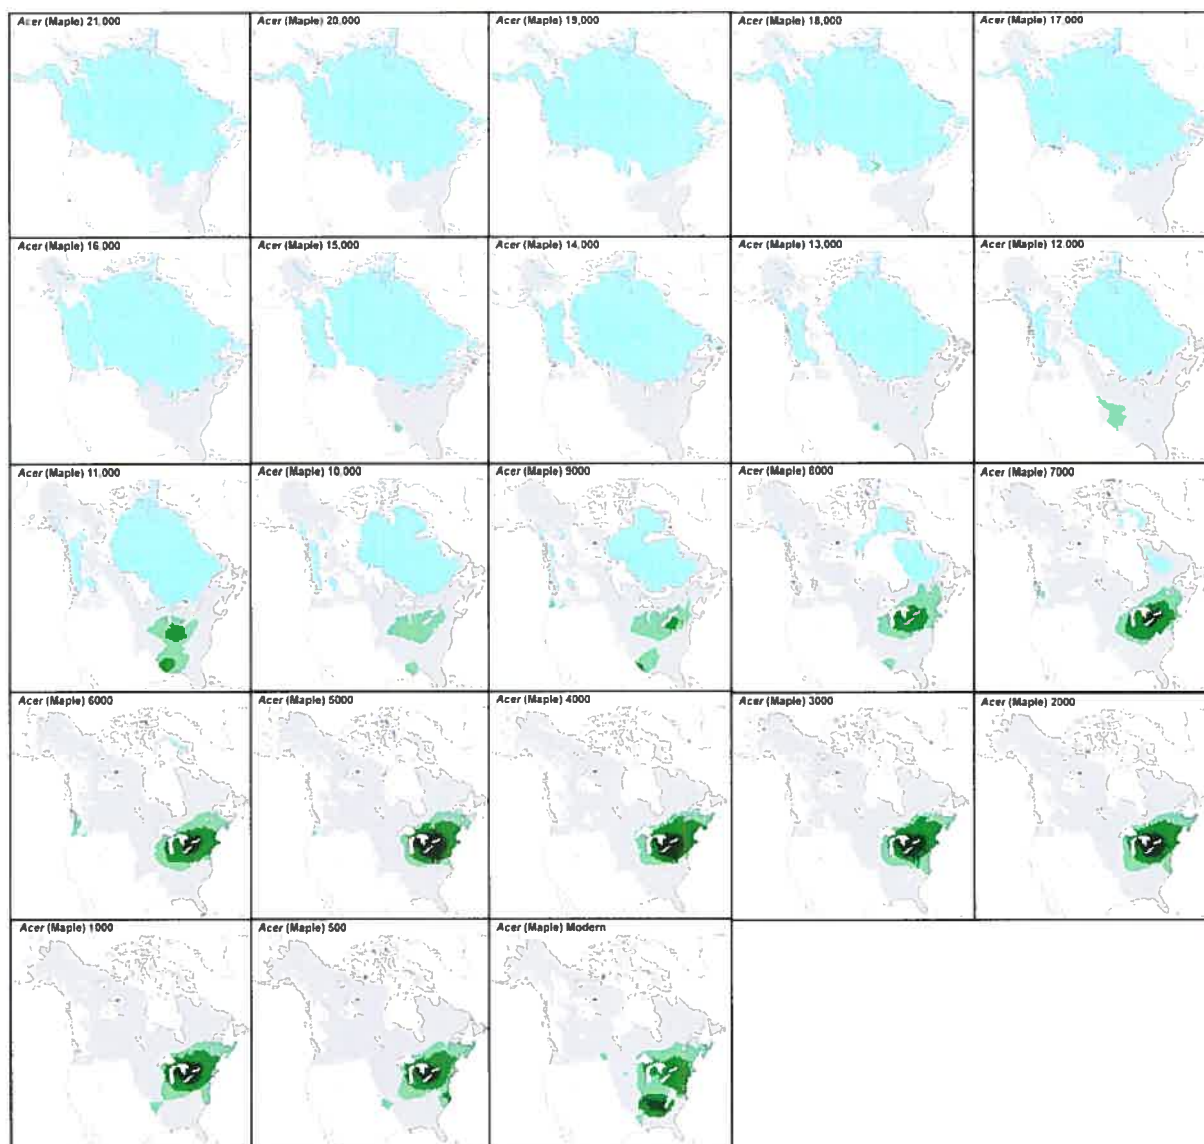 Acer (Maple) 21,000
Acer (Maple) 20,000
Acer (Maple) 19,000
Acer (Maple) 18,000
Acer (Maple) 17,000
Acer (Maple) 16,000
Acer (Maple) 15,000
Acer (Maple) 14,000
Acer (Maple) 13,000
Acer (Maple) 12,000
Acer (Maple) 11,000
Acer (Maple) 10,000
Acer (Maple) 9000
Acer (Maple) 8000
Acer (Maple) 7000
Acer (Maple) 6000
Acer (Maple) 5000
Acer (Maple) 4000
Acer (Maple) 3000
Acer (Maple) 2000
Acer (Maple) 1000
Acer (Maple) 500
Acer (Maple) Modern